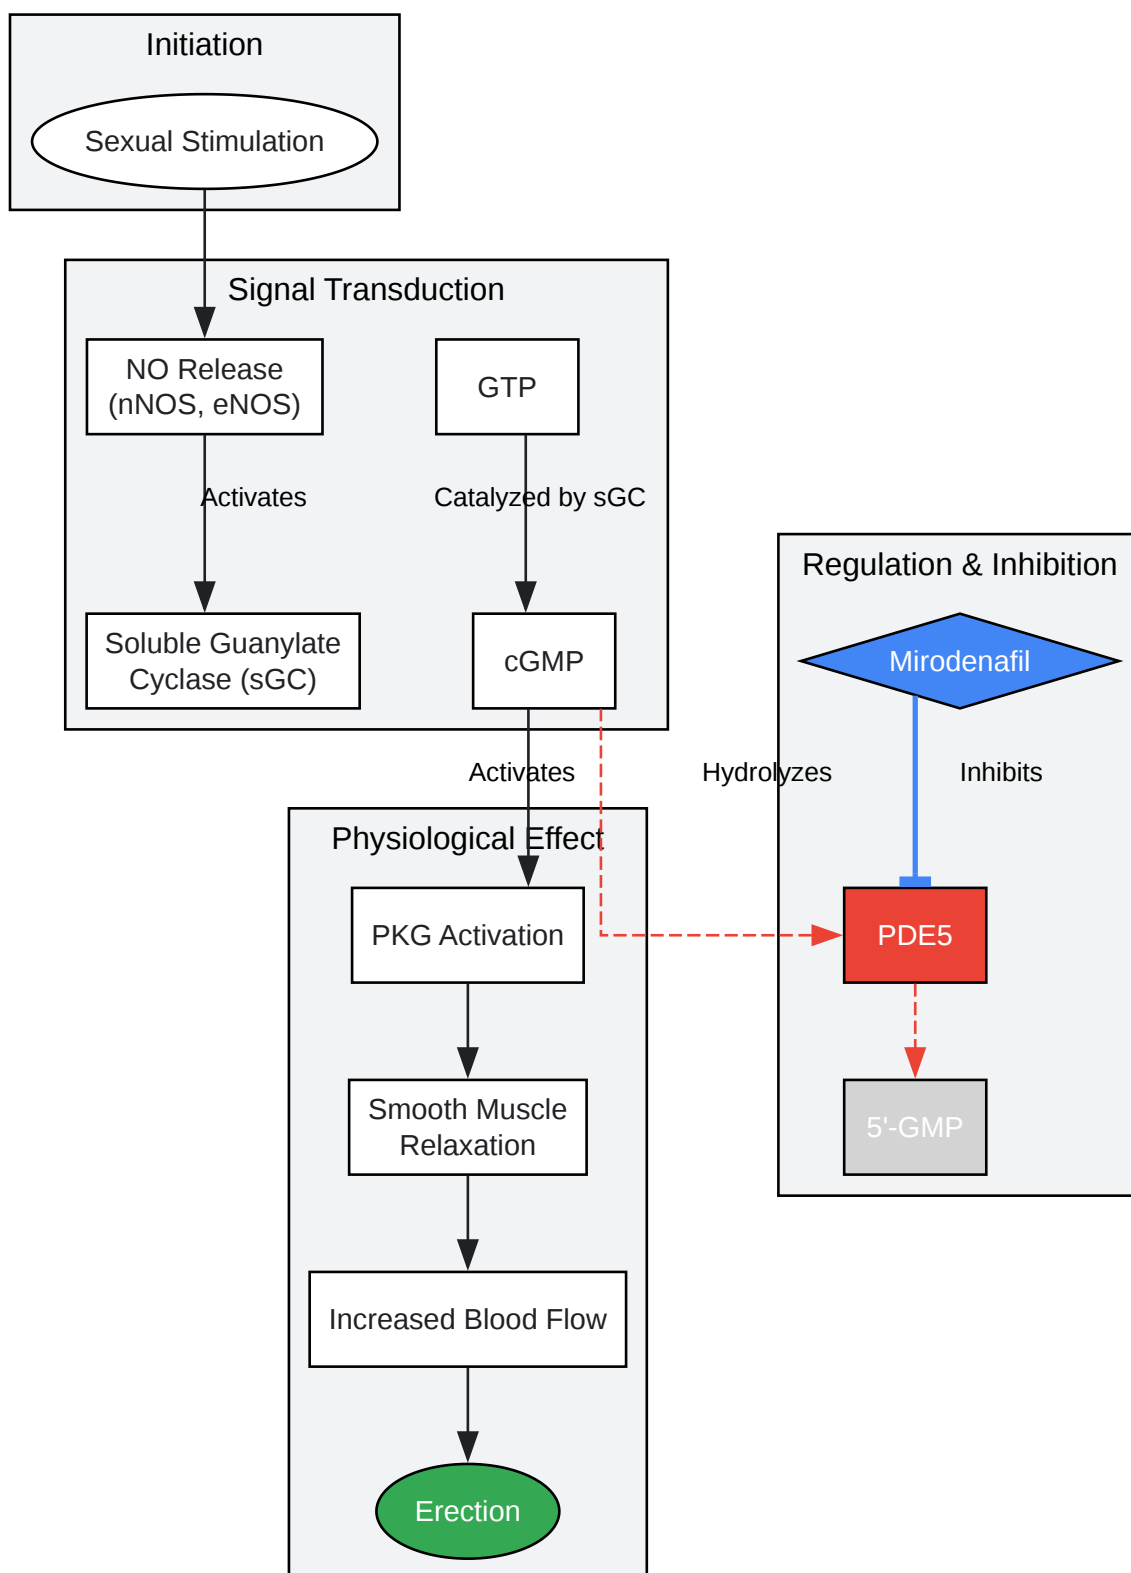 Initiation
Sexual Stimulation
Signal Transduction
NO Release
(nNOS, eNOS)
GTP
Activates
Catalyzed by sGC
Soluble Guanylate
Cyclase (sGC)
cGMP
Regulation & Inhibition
Mirodenafil
Activates
Hydrolyzes
Inhibits
Physiological Effect
PKG Activation
PDE5
Smooth Muscle
Relaxation
5'-GMP
Increased Blood Flow
Erection